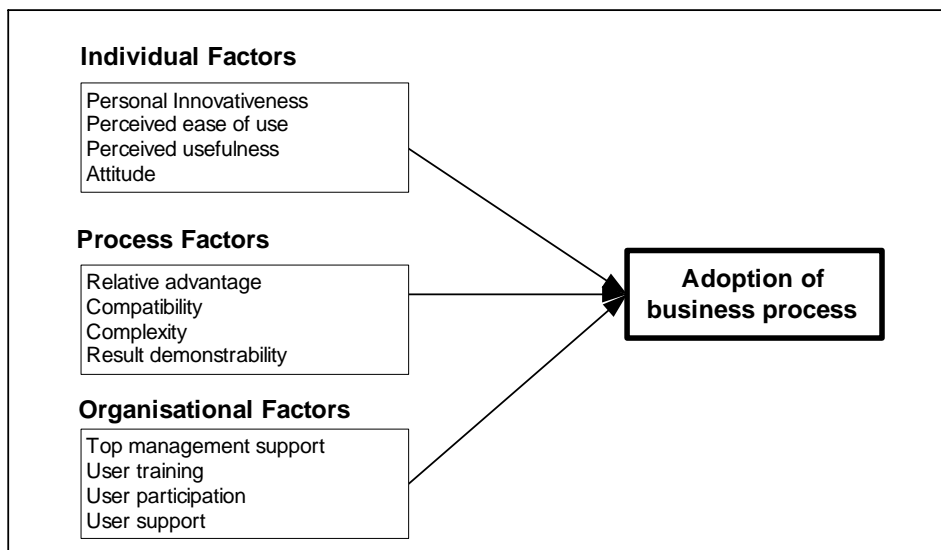 Individual Factors
Personal Innovativeness
Perceived ease of use
Perceived usefulness
Attitude
Process Factors
Relative advantage
Compatibility
Complexity
Result demonstrability
Organisational Factors
Top management support
User training
User participation
User support
Adoption of
business process